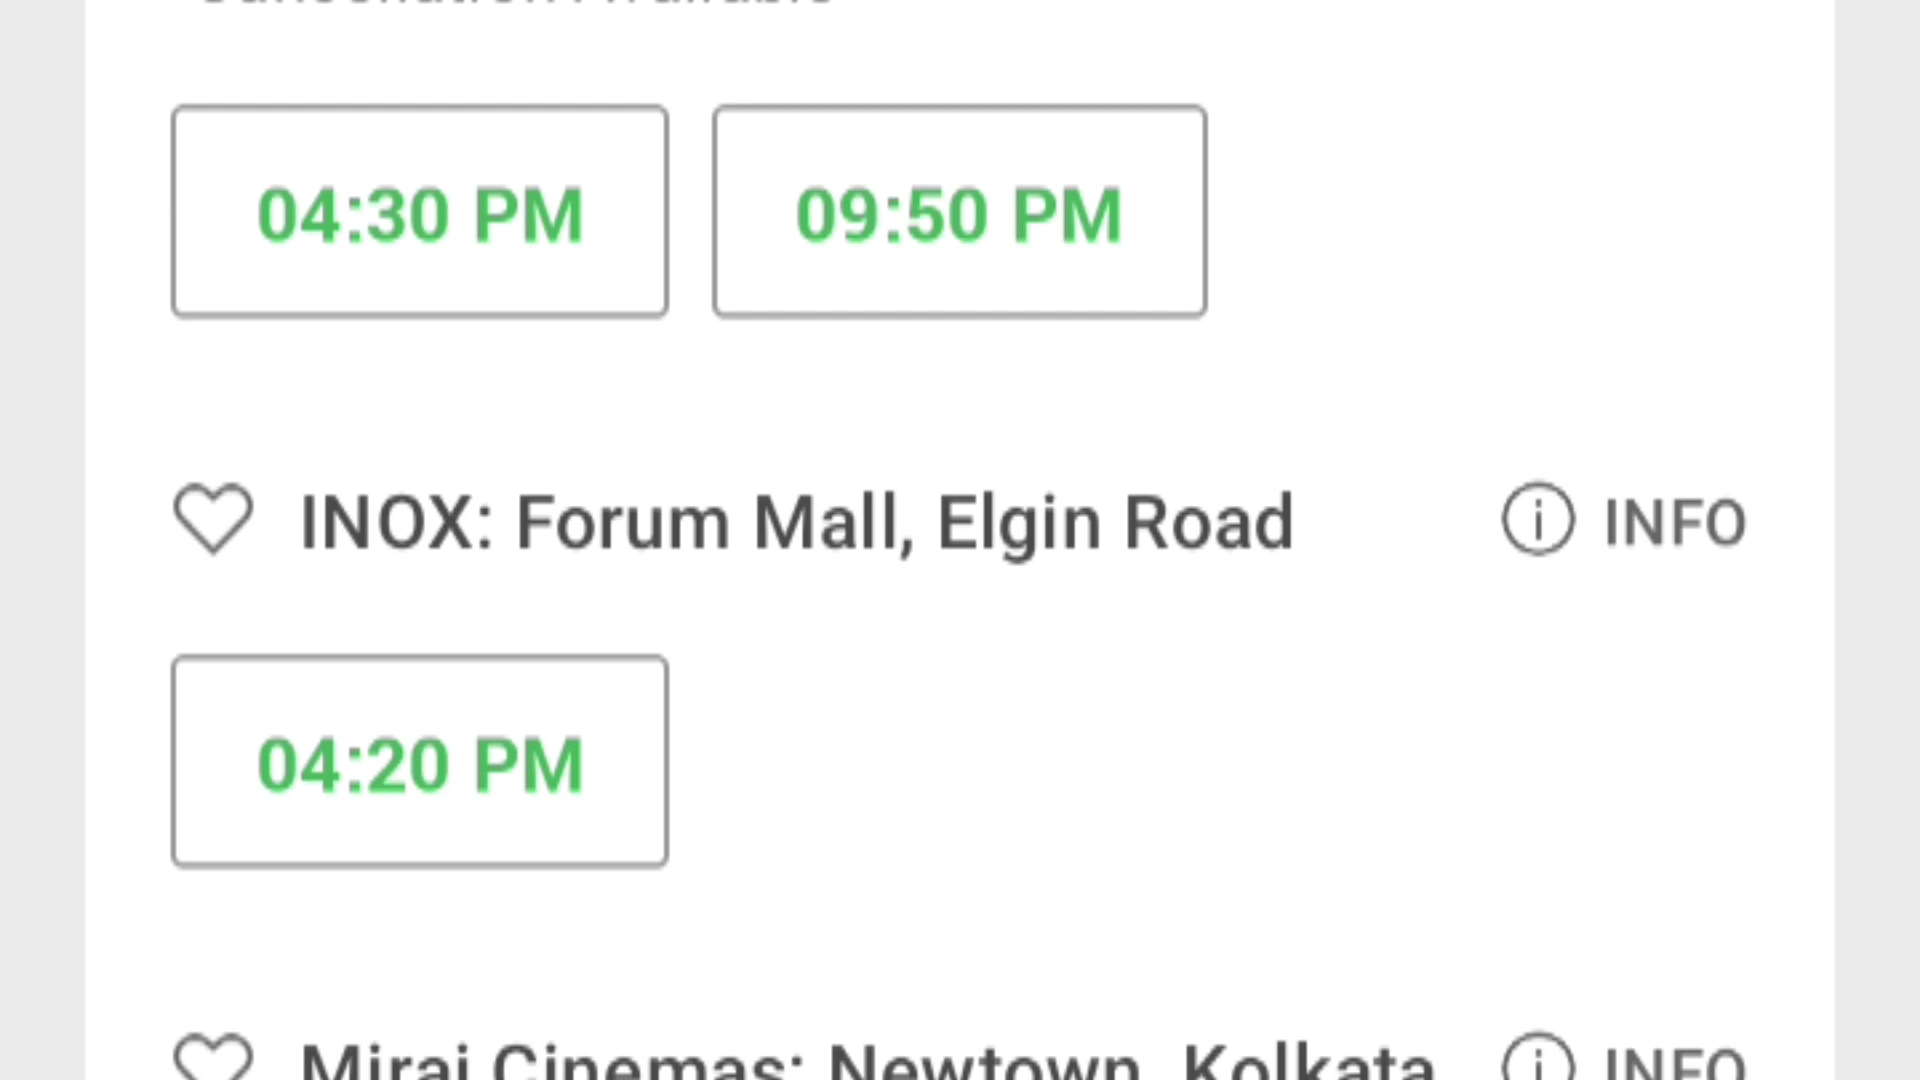 04:30 PM 09:50 PM
INOX: Forum Mall, Elgin Road INFO
04:20 PM
Miraj Cinemas: Newtown, Kolkata INFO